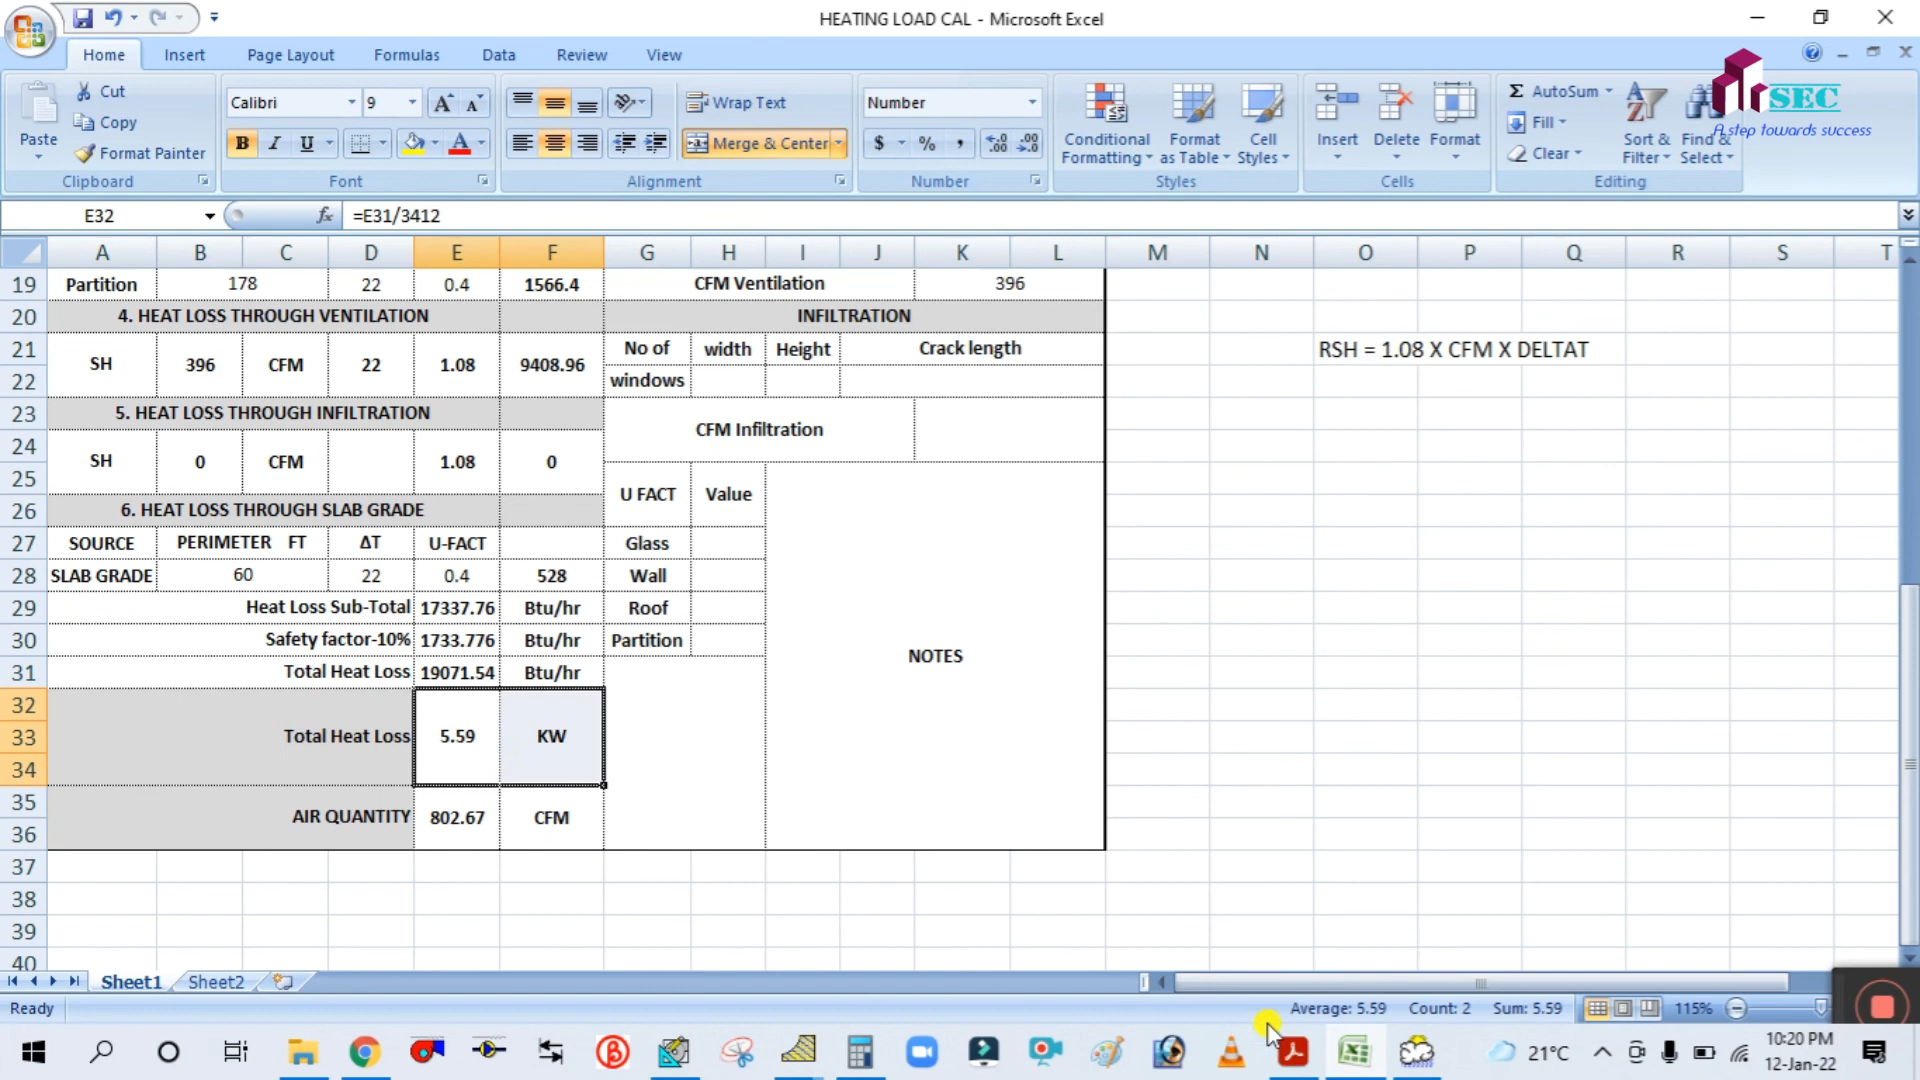 HEATING LOAD CAL - Microsoft Excel
Home Insert Page Layout Formulas Data Review View
Cut
Copy
Format Painter
Paste
Clipboard
Calibri 9
B I U
Font
Wrap Text
Merge & Center
Alignment
Number
$ % ,
Number
Conditional Formatting
Format as Table
Cell Styles
Styles
Insert Delete Format
Cells
AutoSum
Fill
Clear
Sort & Filter
Find & Select
Editing
SEC
A step towards success
E32 fx =E31/3412
A B C D E F G H I J K L M N O P Q R S T
19 Partition 178 22 0.4 1566.4 CFM Ventilation 396
20 4. HEAT LOSS THROUGH VENTILATION INFILTRATION
21 SH 396 CFM 22 1.08 9408.96 No of width Height Crack length RSH = 1.08 X CFM X DELTAT
22 windows
23 5. HEAT LOSS THROUGH INFILTRATION CFM Infiltration
24 SH 0 CFM 1.08 0
25 U FACT Value
26 6. HEAT LOSS THROUGH SLAB GRADE
27 SOURCE PERIMETER FT ΔT U-FACT Glass
28 SLAB GRADE 60 22 0.4 528 Wall
29 Heat Loss Sub-Total 17337.76 Btu/hr Roof
30 Safety factor-10% 1733.776 Btu/hr Partition NOTES
31 Total Heat Loss 19071.54 Btu/hr
32
33 Total Heat Loss 5.59 KW
34
35 AIR QUANTITY 802.67 CFM
36
37
38
39
40
Sheet1 Sheet2
Ready Average: 5.59 Count: 2 Sum: 5.59 115%
21°C 10:20 PM
12-Jan-22